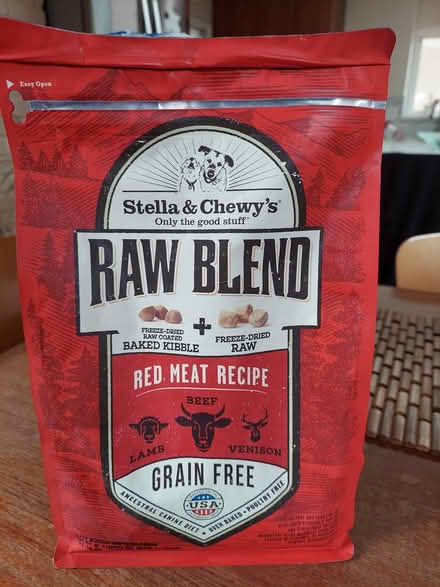 Easy Open
Stella & Chewy's®
Only the good stuff™
RAW BLEND
FREEZE-DRIED
RAW COATED
BAKED KIBBLE
+
FREEZE-DRIED
RAW
RED MEAT RECIPE
BEEF
LAMB
VENISON
GRAIN FREE
USA
ANCESTRAL CANINE DIET • OVEN BAKED • POULTRY FREE